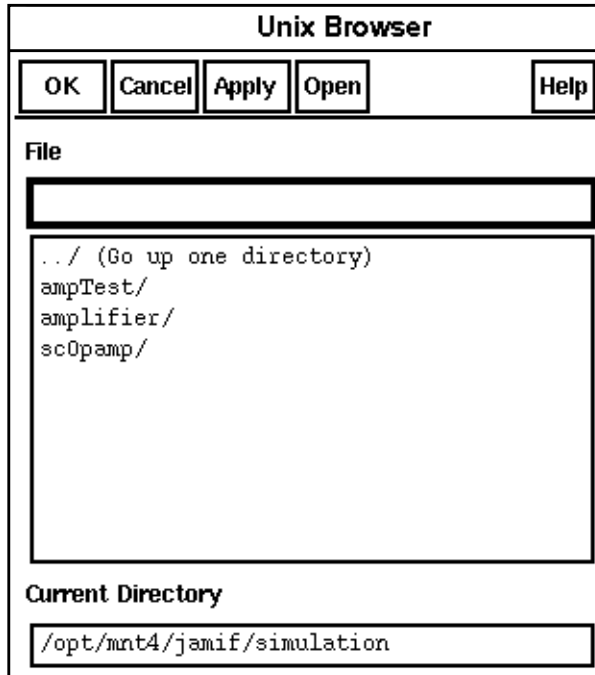 Unix Browser
OK Cancel Apply Open Help
File
../ (Go up one directory)
ampTest/
amplifier/
scOpamp/
Current Directory
/opt/mnt4/jamif/simulation